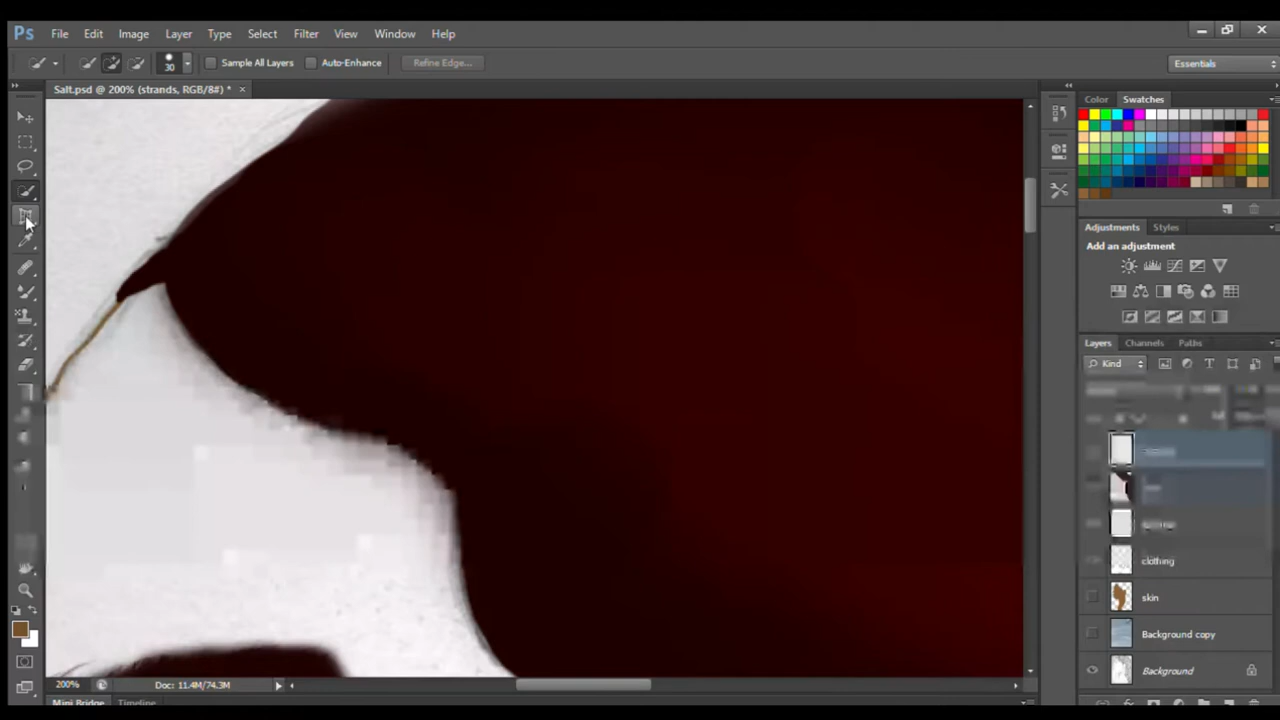 Ps File Edit Image Layer Type Select Filter View Window Help
30 Sample All Layers Auto-Enhance Refine Edge... Essentials
Salt.psd @ 200% (strands, RGB/8#) * ×
Color Swatches
Adjustments Styles
Add an adjustment
Layers Channels Paths
Kind
clothing
skin
Background copy
Background
200% Doc: 11.4M/74.3M
Mini Bridge Timeline